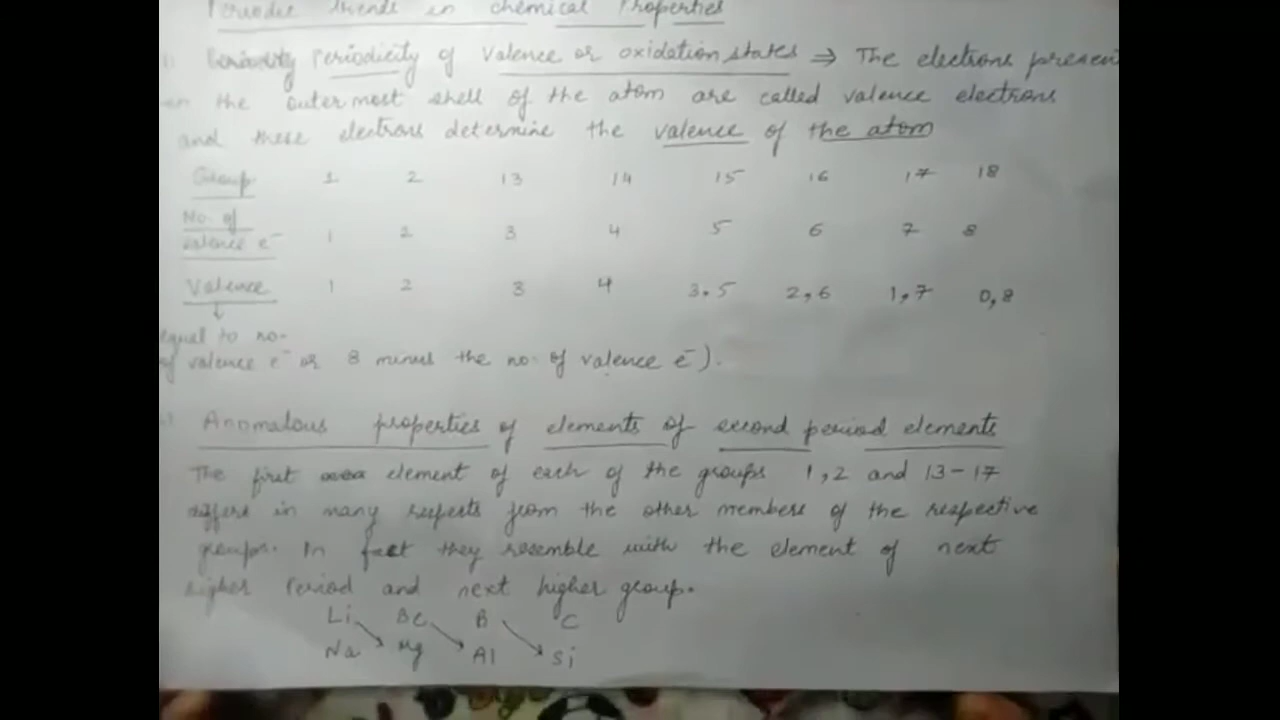 Periodic trends in chemical Properties
Periodicity of valence or oxidation states ⇒ The electrons present
in the outermost shell of the atom are called valence electrons
and these electrons determine the valence of the atom
Group 1 2 13 14 15 16 17 18
No. of
valence e⁻ 1 2 3 4 5 6 7 8
Valence 1 2 3 4 3,5 2,6 1,7 0,8
↓
equal to no.
of valence e⁻ or 8 minus the no. of valence e⁻).
Anomalous properties of elements of second period elements
The first element of each of the groups 1,2 and 13-17
differs in many respects from the other members of the respective
groups. In fact they resemble with the element of next
higher Period and next higher group.
Li Be B C
Na Mg Al Si